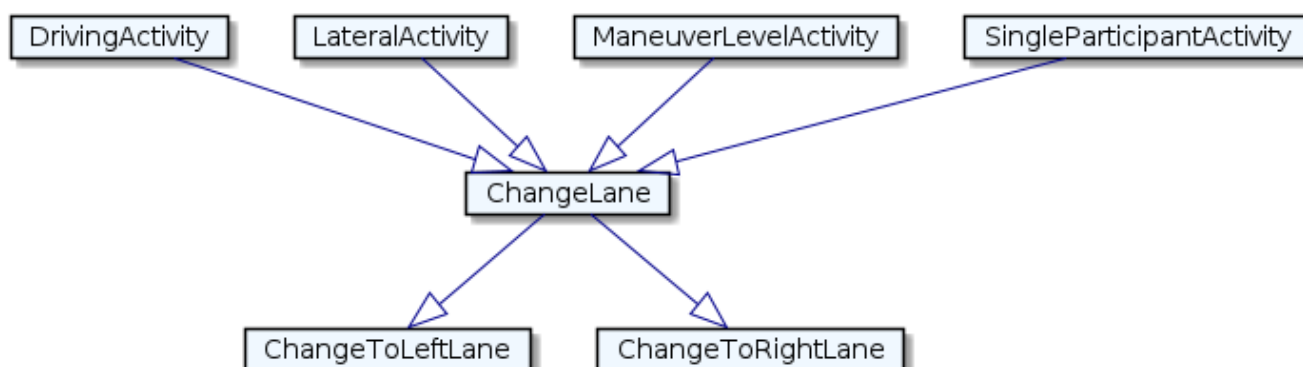 DrivingActivity
LateralActivity
ManeuverLevelActivity
SingleParticipantActivity
ChangeLane
ChangeToLeftLane
ChangeToRightLane